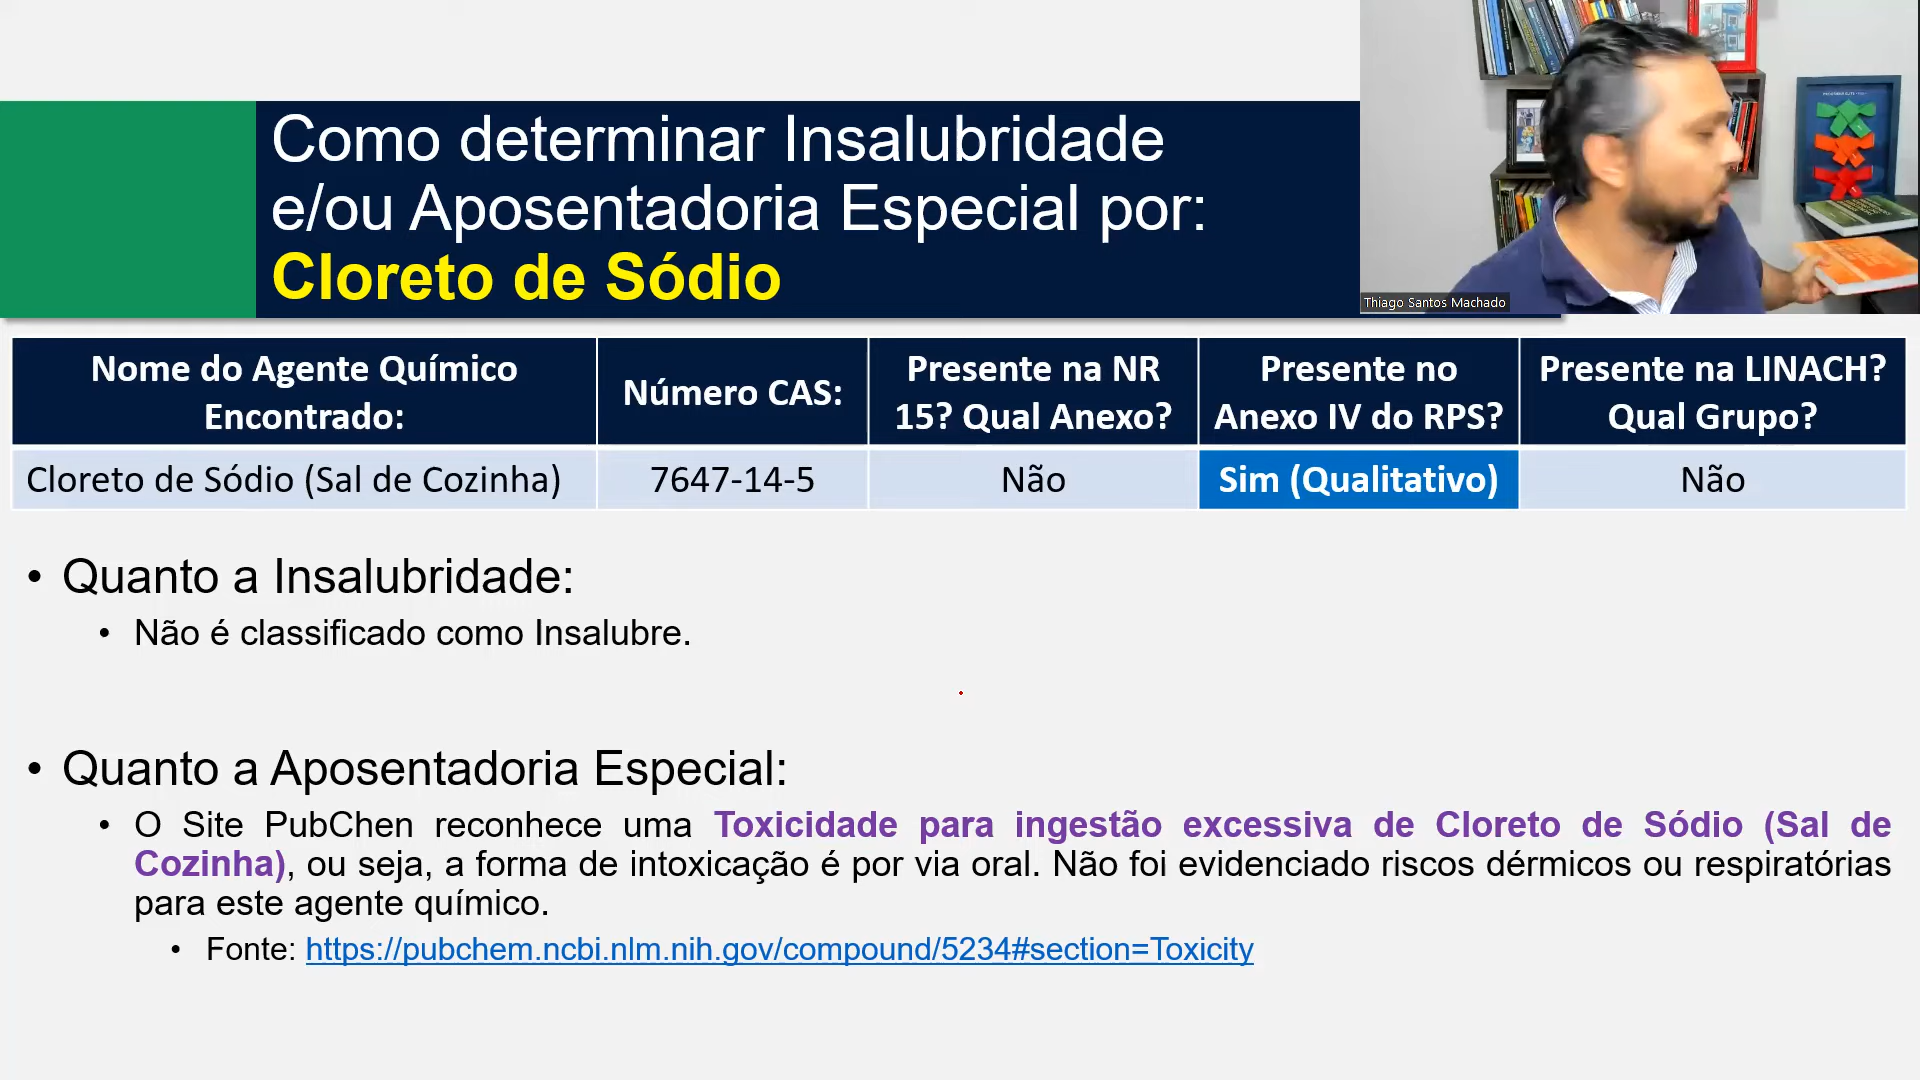 Como determinar Insalubridade
e/ou Aposentadoria Especial por:
Cloreto de Sódio
Thiago Santos Machado
Nome do Agente Químico
Encontrado:
Número CAS:
Presente na NR
15? Qual Anexo?
Presente no
Anexo IV do RPS?
Presente na LINACH?
Qual Grupo?
Cloreto de Sódio (Sal de Cozinha)
7647-14-5
Não
Sim (Qualitativo)
Não
• Quanto a Insalubridade:
• Não é classificado como Insalubre.
• Quanto a Aposentadoria Especial:
• O Site PubChen reconhece uma Toxicidade para ingestão excessiva de Cloreto de Sódio (Sal de
Cozinha), ou seja, a forma de intoxicação é por via oral. Não foi evidenciado riscos dérmicos ou respiratórias
para este agente químico.
• Fonte: https://pubchem.ncbi.nlm.nih.gov/compound/5234#section=Toxicity